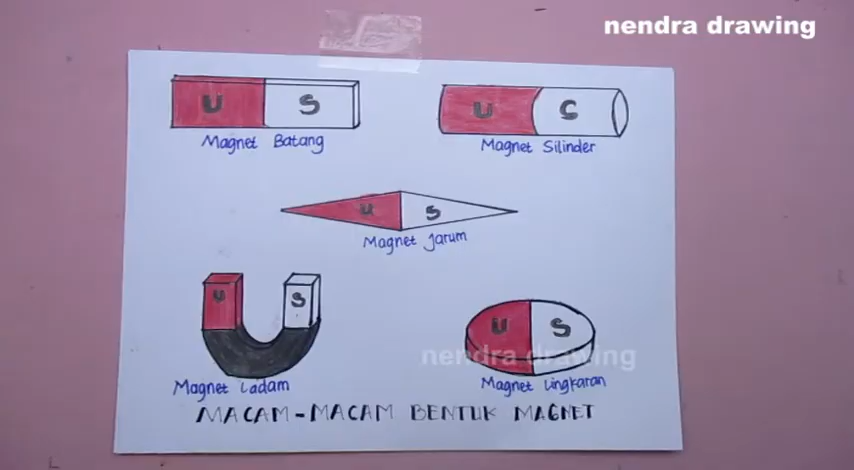 nendra drawing
U S
Magnet Batang
U S
Magnet Silinder
U S
Magnet Jarum
U S
Magnet Ladam
U S
nendra drawing
Magnet Lingkaran
MACAM-MACAM BENTUK MAGNET